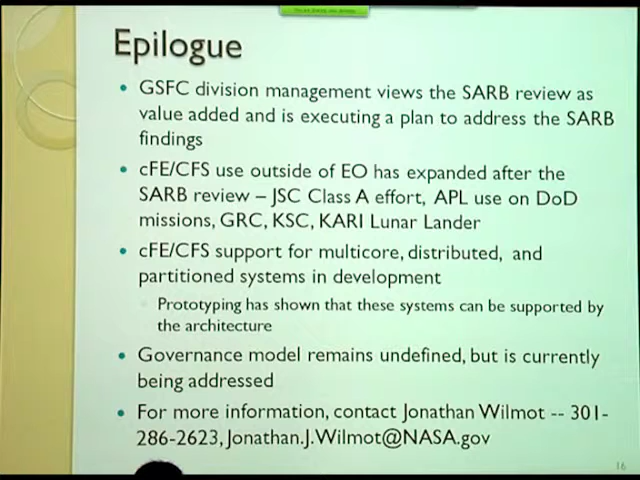 Epilogue
• GSFC division management views the SARB review as
value added and is executing a plan to address the SARB
findings
• cFE/CFS use outside of EO has expanded after the
SARB review – JSC Class A effort, APL use on DoD
missions, GRC, KSC, KARI Lunar Lander
• cFE/CFS support for multicore, distributed, and
partitioned systems in development
Prototyping has shown that these systems can be supported by
the architecture
• Governance model remains undefined, but is currently
being addressed
• For more information, contact Jonathan Wilmot -- 301-
286-2623, Jonathan.J.Wilmot@NASA.gov
16